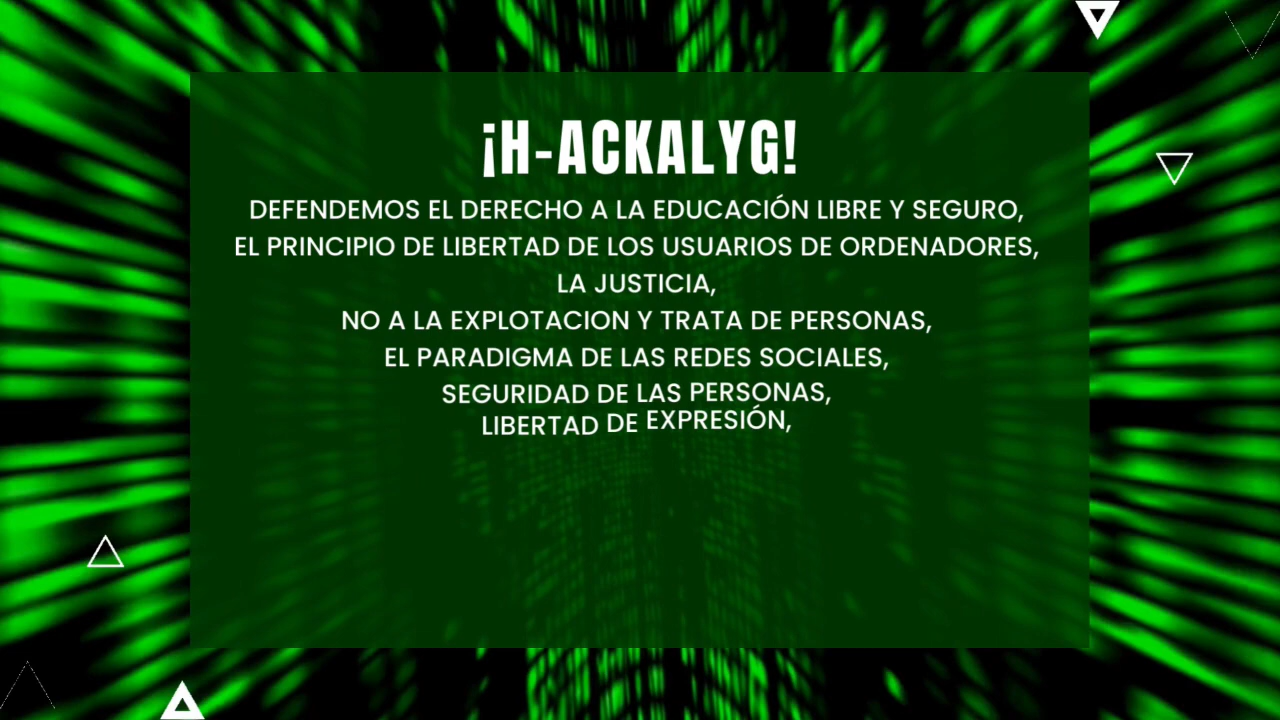 ¡H-ACKALYG!
DEFENDEMOS EL DERECHO A LA EDUCACIÓN LIBRE Y SEGURO,
EL PRINCIPIO DE LIBERTAD DE LOS USUARIOS DE ORDENADORES,
LA JUSTICIA,
NO A LA EXPLOTACION Y TRATA DE PERSONAS,
EL PARADIGMA DE LAS REDES SOCIALES,
SEGURIDAD DE LAS PERSONAS,
LIBERTAD DE EXPRESIÓN,